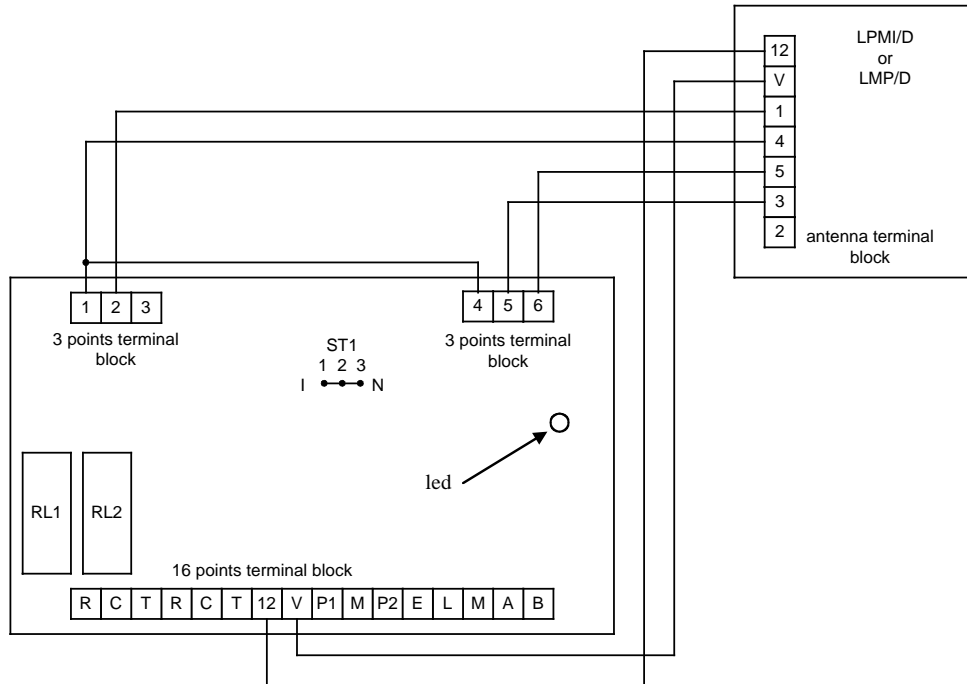 LPMI/D
or
LMP/D
12
V
1
4
5
3
2
antenna terminal
block
1 2 3
3 points terminal
block
4 5 6
3 points terminal
block
ST1
1 2 3
I N
led
RL1 RL2
16 points terminal block
R C T R C T 12 V P1 M P2 E L M A B